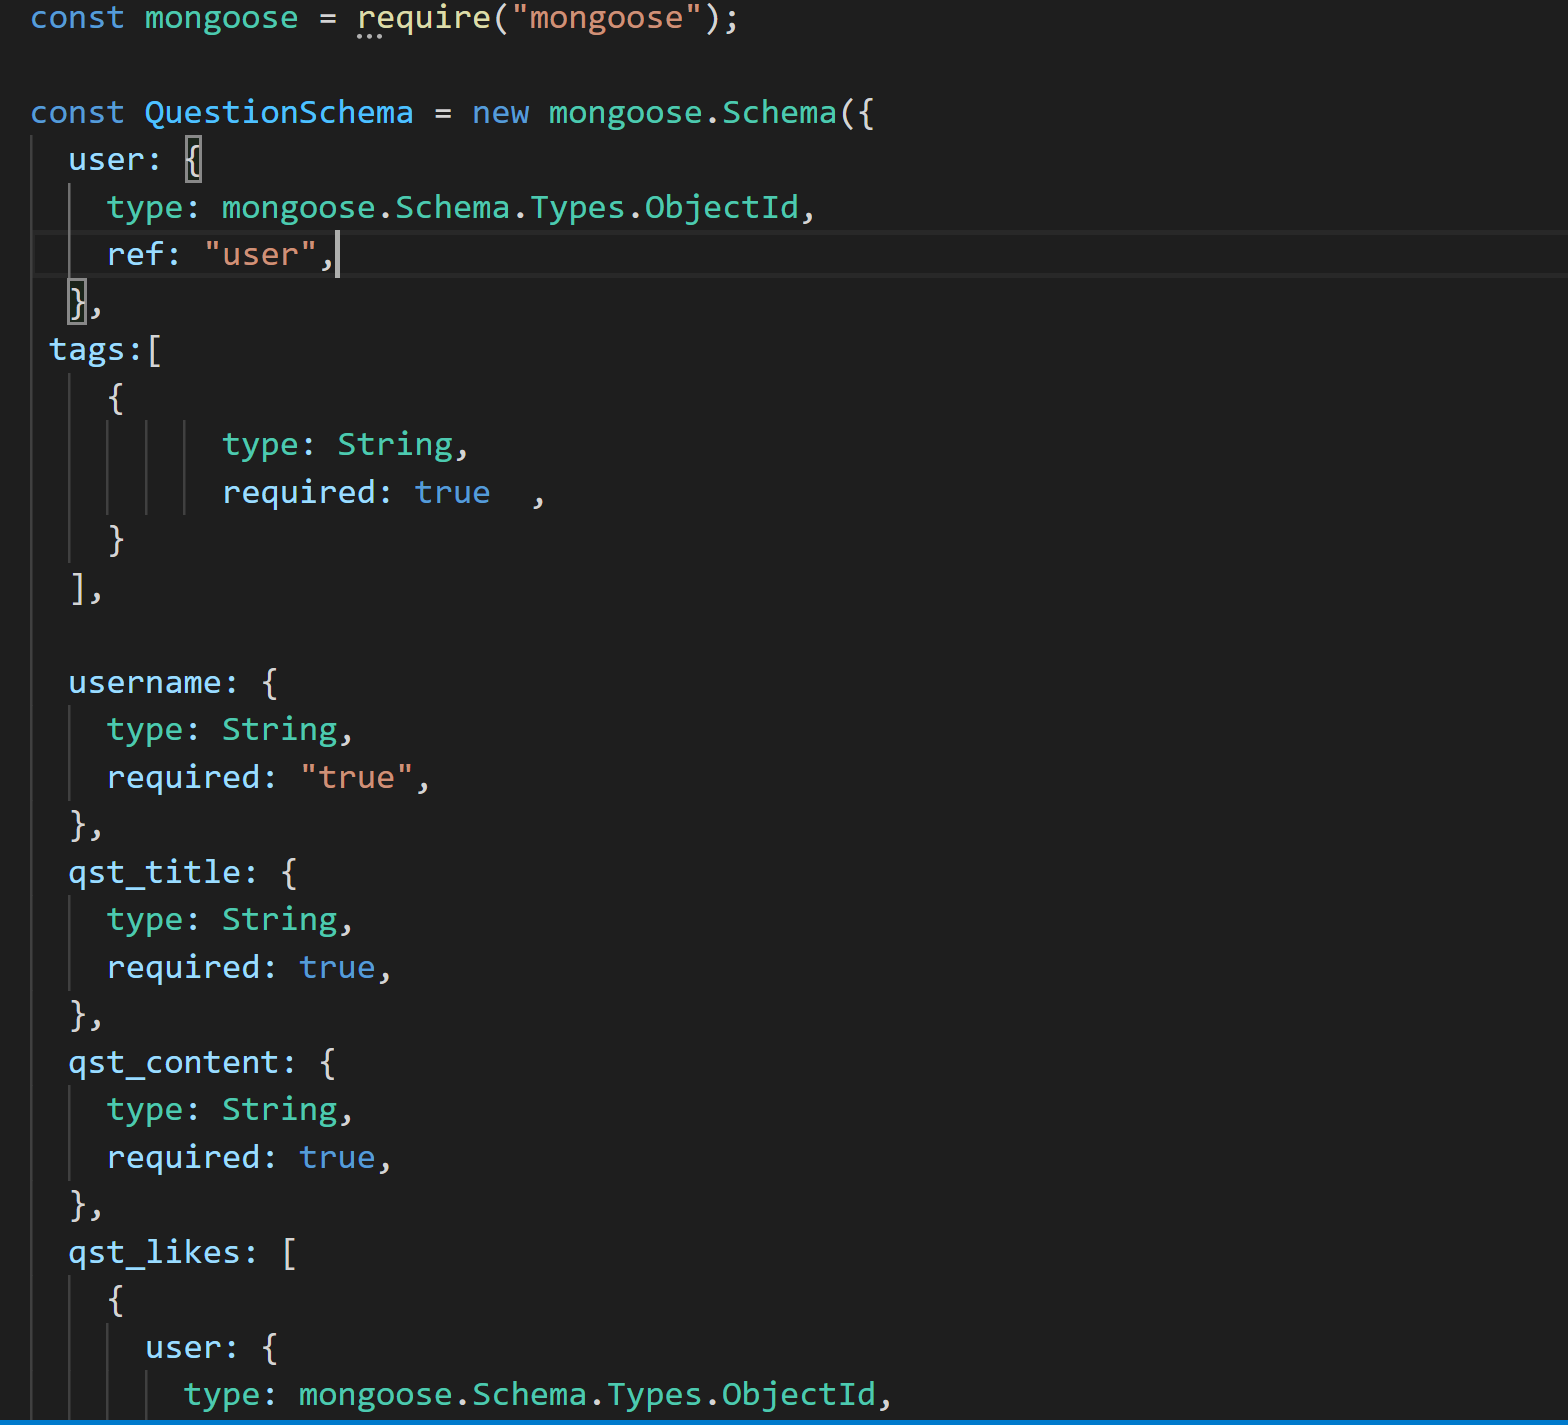 const mongoose = require("mongoose");
const QuestionSchema = new mongoose.Schema({
  user: {
    type: mongoose.Schema.Types.ObjectId,
    ref: "user",
  },
 tags:[
    {
          type: String,
          required: true  ,
    }
  ],
  username: {
    type: String,
    required: "true",
  },
  qst_title: {
    type: String,
    required: true,
  },
  qst_content: {
    type: String,
    required: true,
  },
  qst_likes: [
    {
      user: {
        type: mongoose.Schema.Types.ObjectId,